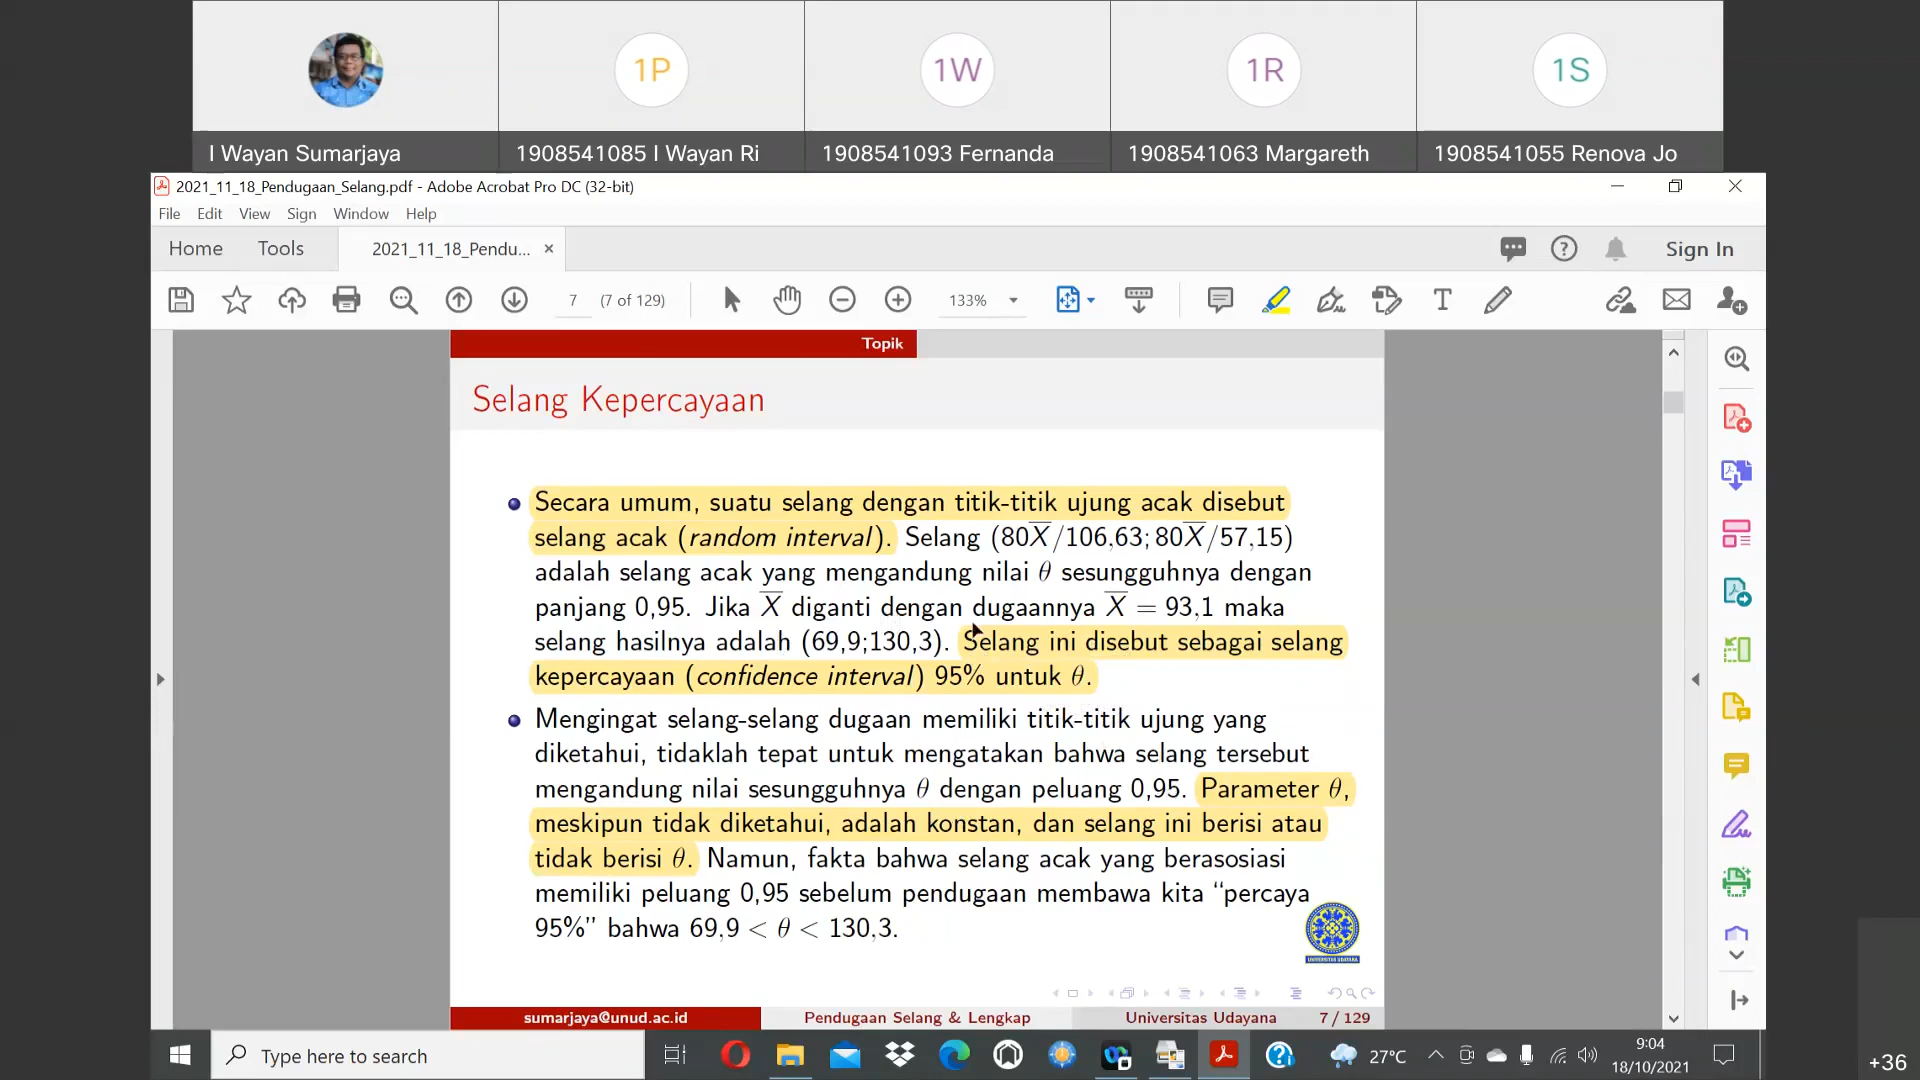 1P
1W
1R
1S
I Wayan Sumarjaya
1908541085 I Wayan Ri
1908541093 Fernanda
1908541063 Margareth
1908541055 Renova Jo
2021_11_18_Pendugaan_Selang.pdf - Adobe Acrobat Pro DC (32-bit)
File Edit View Sign Window Help
Home Tools 2021_11_18_Pendu... × Sign In
7 (7 of 129) 133%
Topik
Selang Kepercayaan
Secara umum, suatu selang dengan titik-titik ujung acak disebut
selang acak (random interval). Selang (80X̅/106,63; 80X̅/57,15)
adalah selang acak yang mengandung nilai θ sesungguhnya dengan
panjang 0,95. Jika X̅ diganti dengan dugaannya X̅ = 93,1 maka
selang hasilnya adalah (69,9;130,3). Selang ini disebut sebagai selang
kepercayaan (confidence interval) 95% untuk θ.
Mengingat selang-selang dugaan memiliki titik-titik ujung yang
diketahui, tidaklah tepat untuk mengatakan bahwa selang tersebut
mengandung nilai sesungguhnya θ dengan peluang 0,95. Parameter θ,
meskipun tidak diketahui, adalah konstan, dan selang ini berisi atau
tidak berisi θ. Namun, fakta bahwa selang acak yang berasosiasi
memiliki peluang 0,95 sebelum pendugaan membawa kita “percaya
95%” bahwa 69,9 < θ < 130,3.
UNIVERSITAS UDAYANA
sumarjaya@unud.ac.id Pendugaan Selang & Lengkap Universitas Udayana 7 / 129
Type here to search
27°C
9:04
18/10/2021
+36